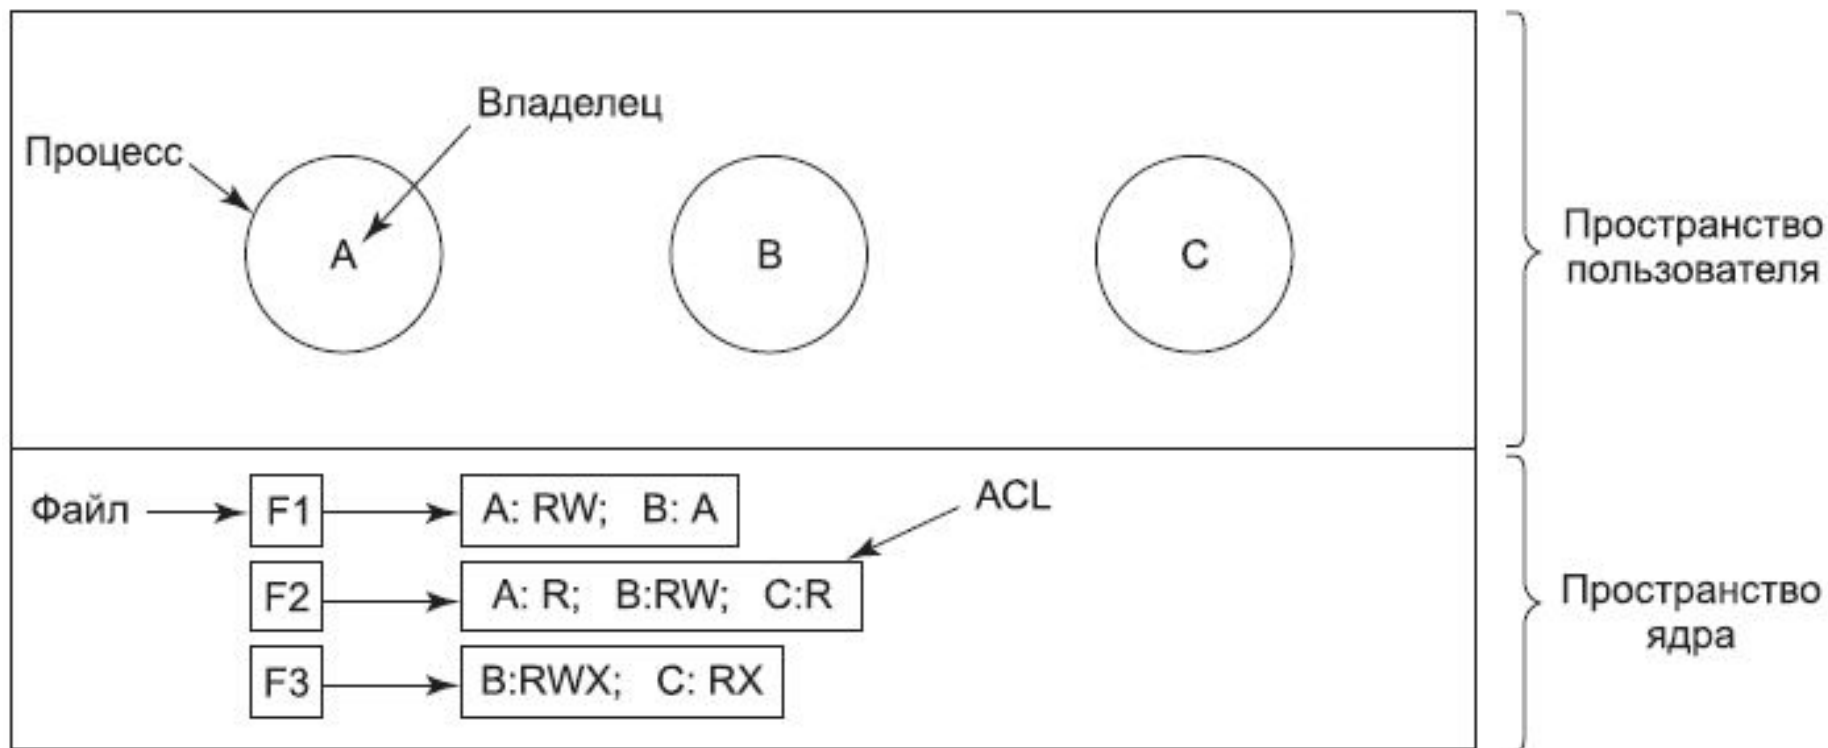 Владелец
Процесс
A
B
C
Пространство
пользователя
Файл
F1
A: RW; B: A
ACL
F2
A: R; B:RW; C:R
F3
B:RWX; C: RX
Пространство
ядра